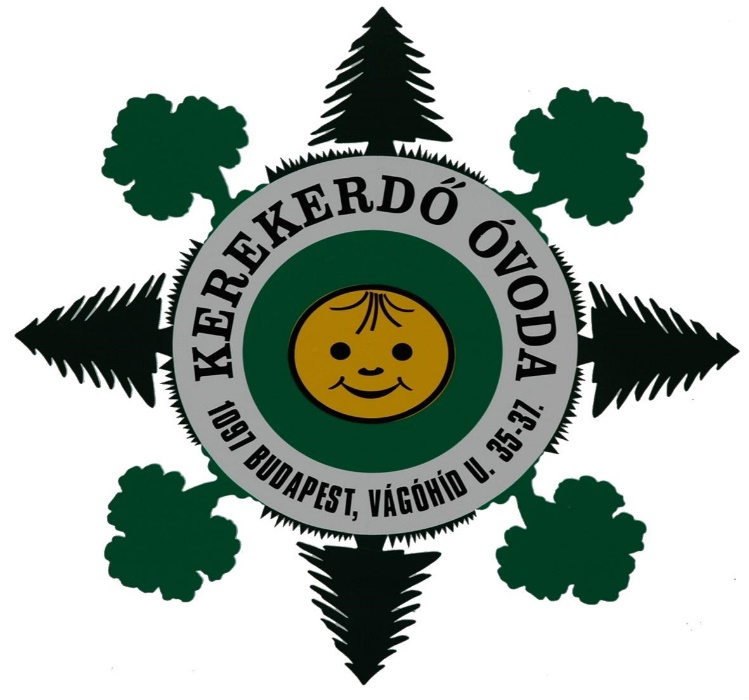 KEREKERDŐ ÓVODA
1097 BUDAPEST, VÁGÓHÍD U. 35-37.